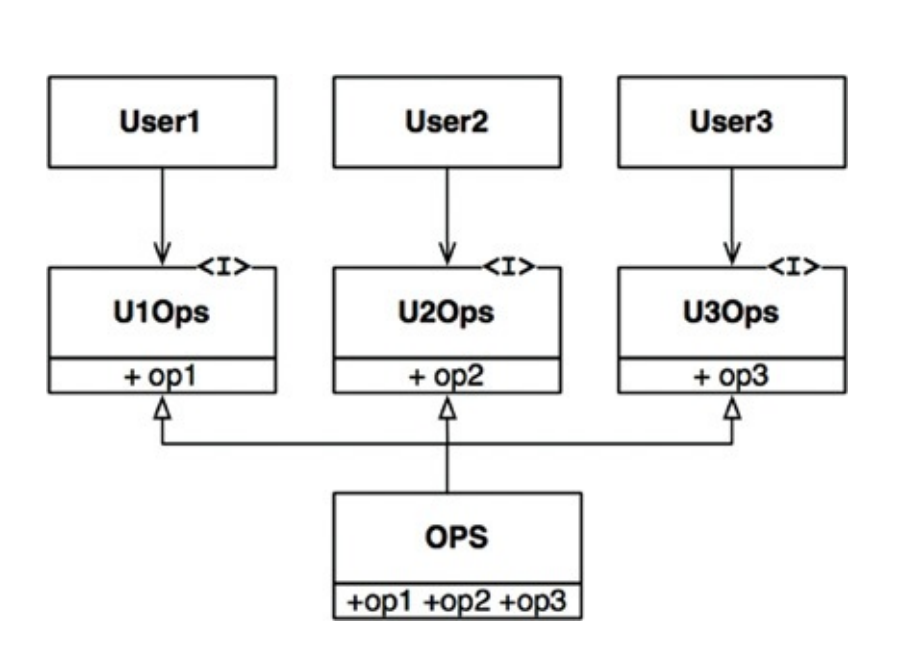 User1 User2 User3
<I> <I> <I>
U1Ops U2Ops U3Ops
+ op1 + op2 + op3
OPS
+op1 +op2 +op3